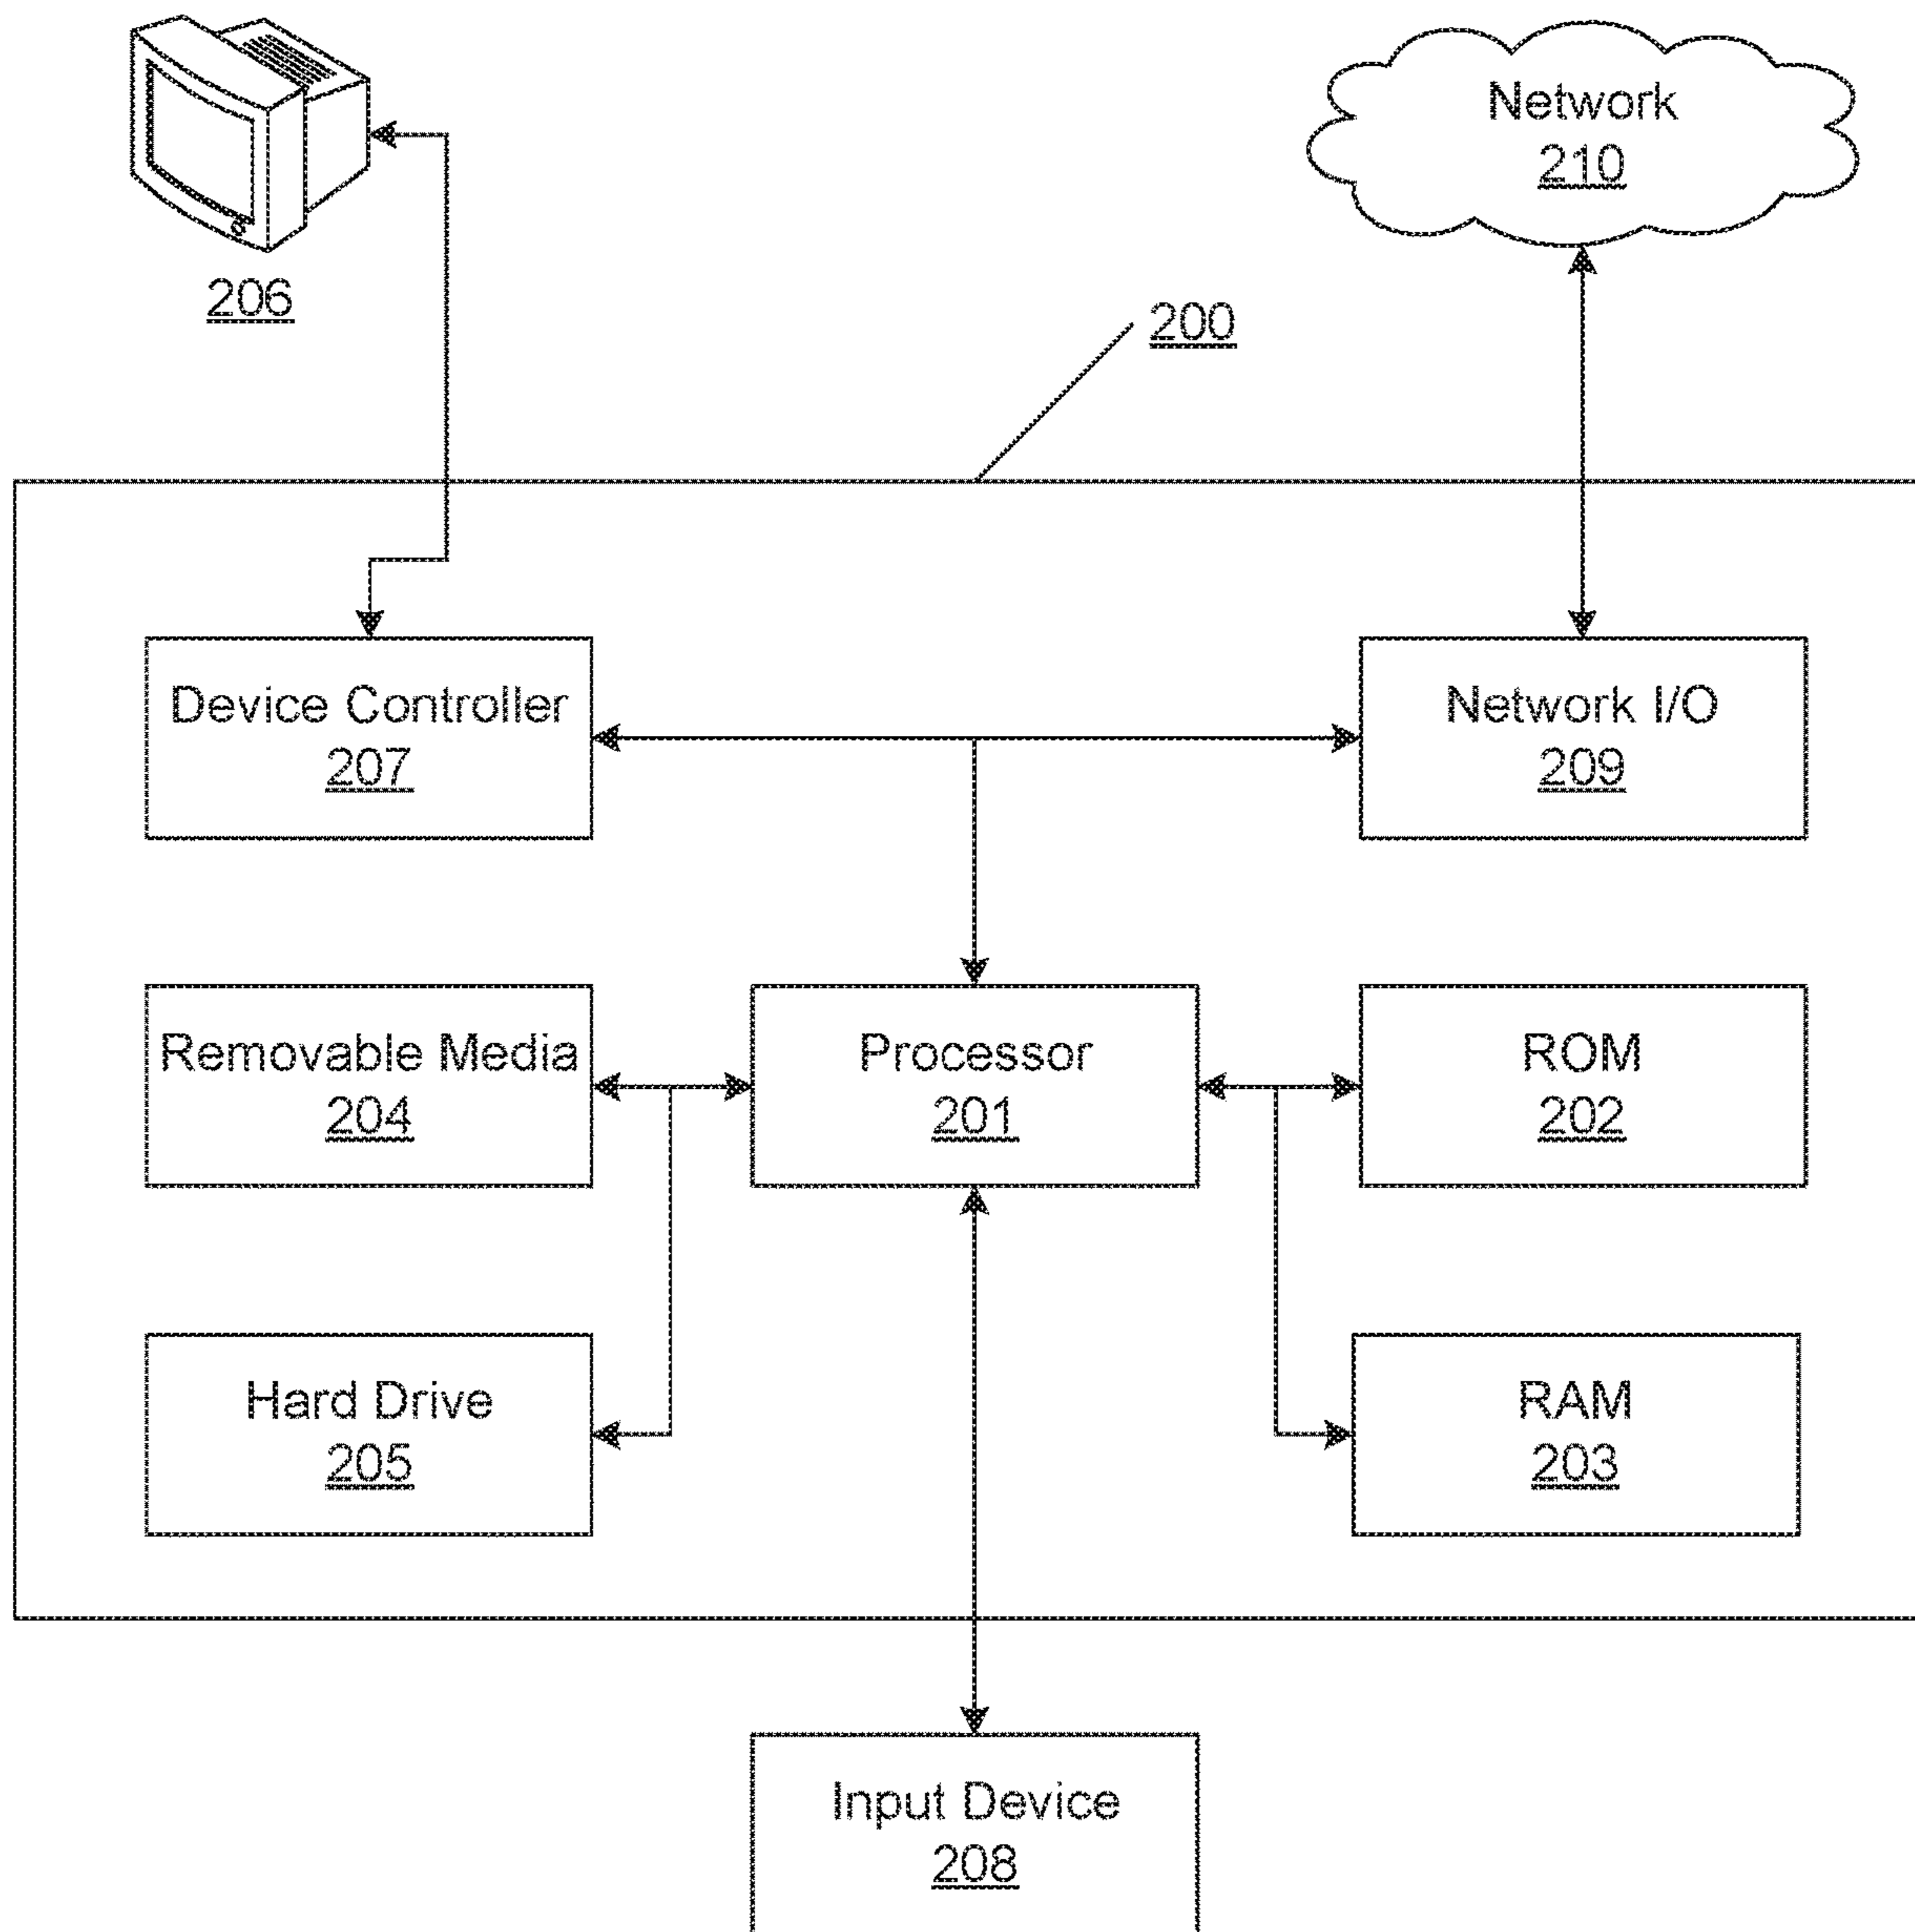 Network
210
206
200
Device Controller
207
Network I/O
209
Removable Media
204
Processor
201
ROM
202
Hard Drive
205
RAM
203
Input Device
208